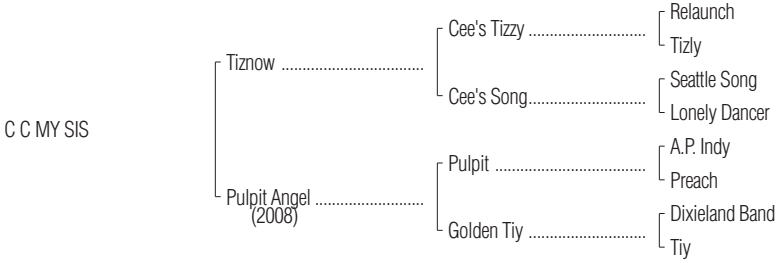 Relaunch
Cee's Tizzy ................................
Tizly
Tiznow .......................................
Seattle Song
Cee's Song................................
Lonely Dancer
C C MY SIS
A.P. Indy
Pulpit .........................................
Preach
Pulpit Angel ..............................
(2008)
Dixieland Band
Golden Tiy ................................
Tiy